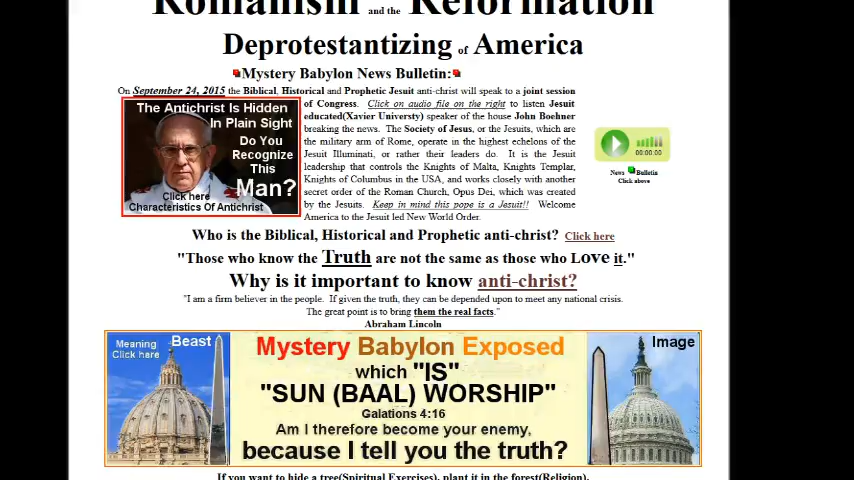 Romanism and the Reformation
Deprotestantizing of America
Mystery Babylon News Bulletin:
On September 24, 2015 the Biblical, Historical and Prophetic Jesuit anti-christ will speak to a joint session
of Congress. Click on audio file on the right to listen Jesuit
educated(Xavier Universty) speaker of the house John Boehner
breaking the news. The Society of Jesus, or the Jesuits, which are
the military arm of Rome, operate in the highest echelons of the
Jesuit Illuminati, or rather their leaders do. It is the Jesuit
leadership that controls the Knights of Malta, Knights Templar,
Knights of Columbus in the USA, and works closely with another
secret order of the Roman Church, Opus Dei, which was created
by the Jesuits. Keep in mind this pope is a Jesuit!! Welcome
America to the Jesuit led New World Order.
The Antichrist Is Hidden
In Plain Sight
Do You
Recognize
This
Man?
Click here
Characteristics Of Antichrist
00:00:00
News Bulletin
Click above
Who is the Biblical, Historical and Prophetic anti-christ? Click here
"Those who know the Truth are not the same as those who Love it."
Why is it important to know anti-christ?
"I am a firm believer in the people. If given the truth, they can be depended upon to meet any national crisis.
The great point is to bring them the real facts."
Abraham Lincoln
Meaning
Click here
Beast
Mystery Babylon Exposed
which "IS"
"SUN (BAAL) WORSHIP"
Galations 4:16
Am I therefore become your enemy,
because I tell you the truth?
Image
If you want to hide a tree(Spiritual Exercises), plant it in the forest(Religion).